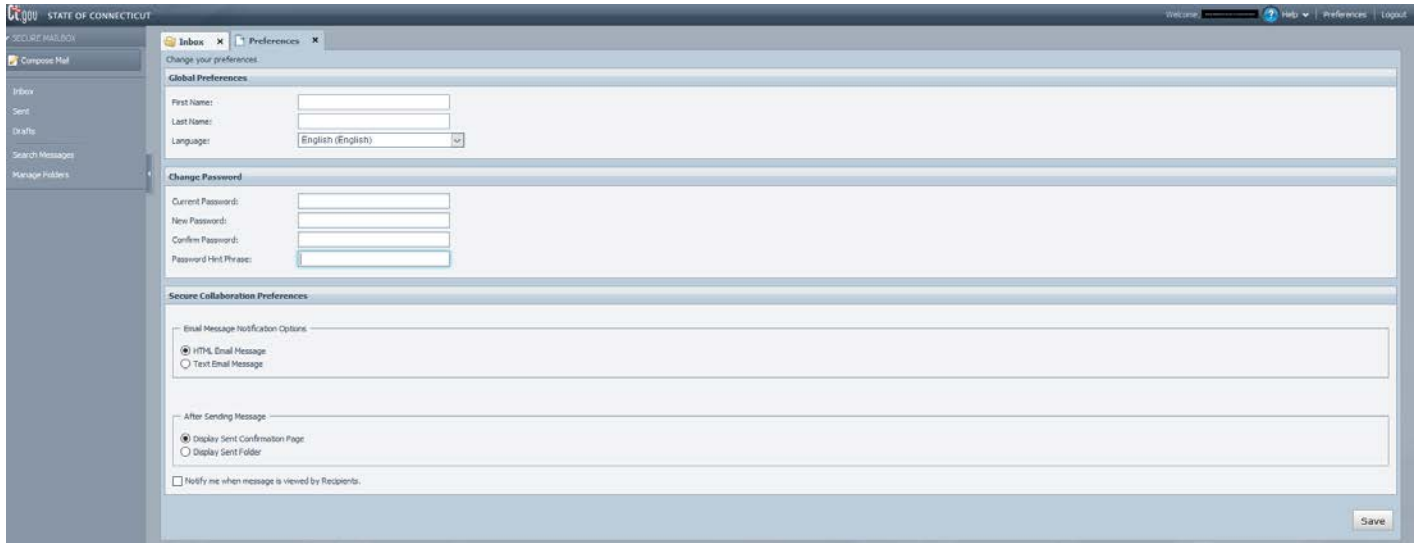 Ct.gov STATE OF CONNECTICUT
Welcome, Help | Preferences | Logout
SECURE MAILBOX
Compose Mail
Inbox
Sent
Drafts
Search Messages
Manage Folders
Inbox x Preferences x
Change your preferences.
Global Preferences
First Name:
Last Name:
Language: English (English)
Change Password
Current Password:
New Password:
Confirm Password:
Password Hint Phrase:
Secure Collaboration Preferences
Email Message Notification Options
HTML Email Message
Text Email Message
After Sending Message
Display Sent Confirmation Page
Display Sent Folder
Notify me when message is viewed by Recipients.
Save